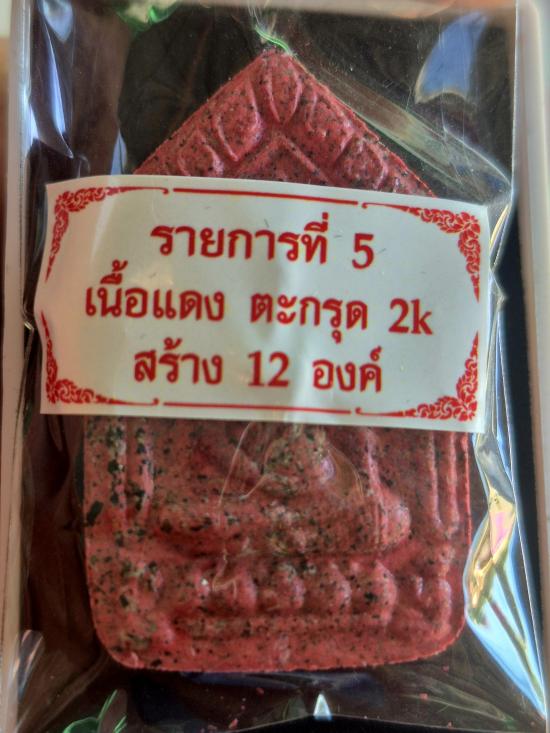 รายการที่ 5
เนื้อแดง ตะกรุด 2k
สร้าง 12 องค์